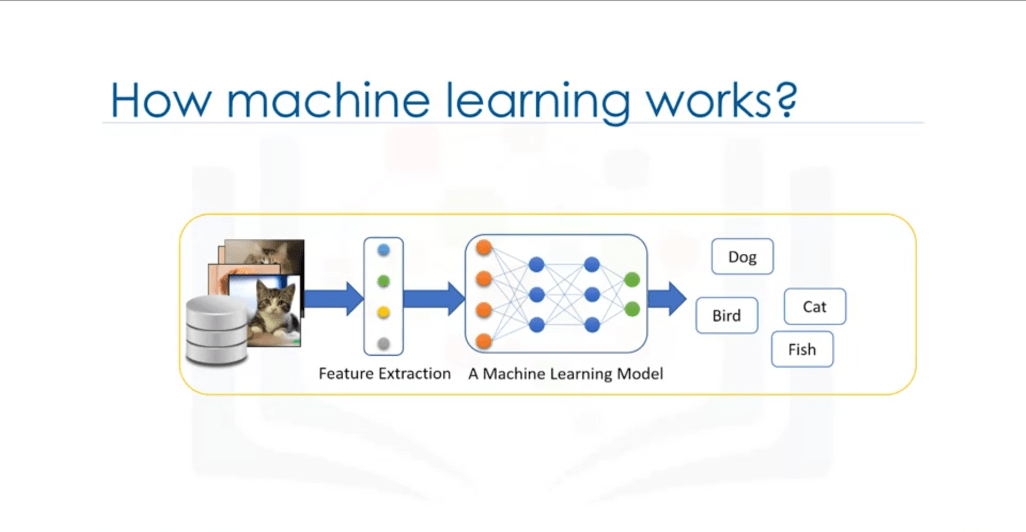 How machine learning works?
Dog
Bird
Cat
Fish
Feature Extraction
A Machine Learning Model